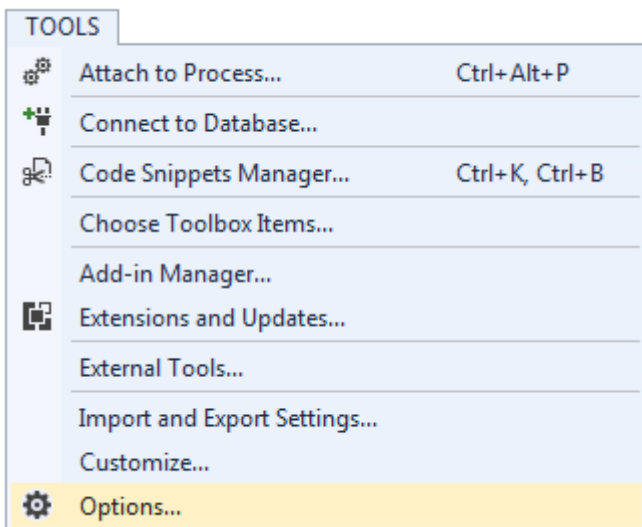 TOOLS
Attach to Process... Ctrl+Alt+P
Connect to Database...
Code Snippets Manager... Ctrl+K, Ctrl+B
Choose Toolbox Items...
Add-in Manager...
Extensions and Updates...
External Tools...
Import and Export Settings...
Customize...
Options...